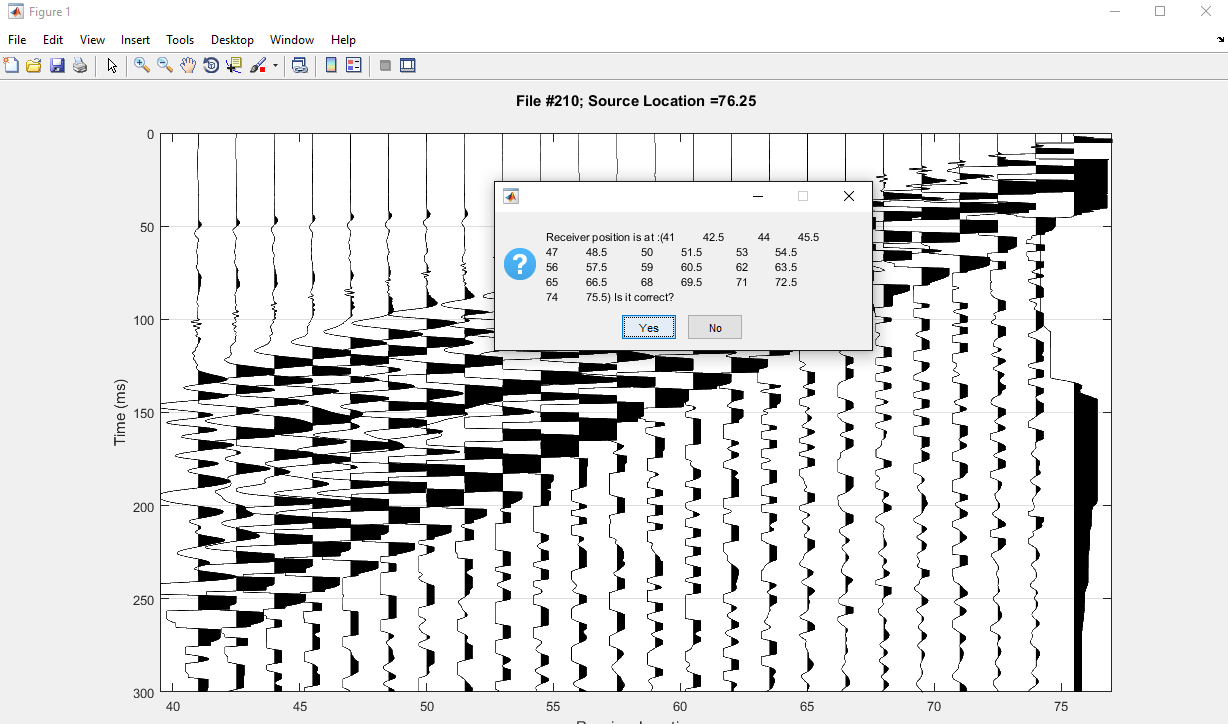 Figure 1
File Edit View Insert Tools Desktop Window Help
File #210; Source Location =76.25
Receiver position is at :(41 42.5 44 45.5
47 48.5 50 51.5 53 54.5
56 57.5 59 60.5 62 63.5
65 66.5 68 69.5 71 72.5
74 75.5) Is it correct?
Yes No
Time (ms)
0
50
100
150
200
250
300
40 45 50 55 60 65 70 75